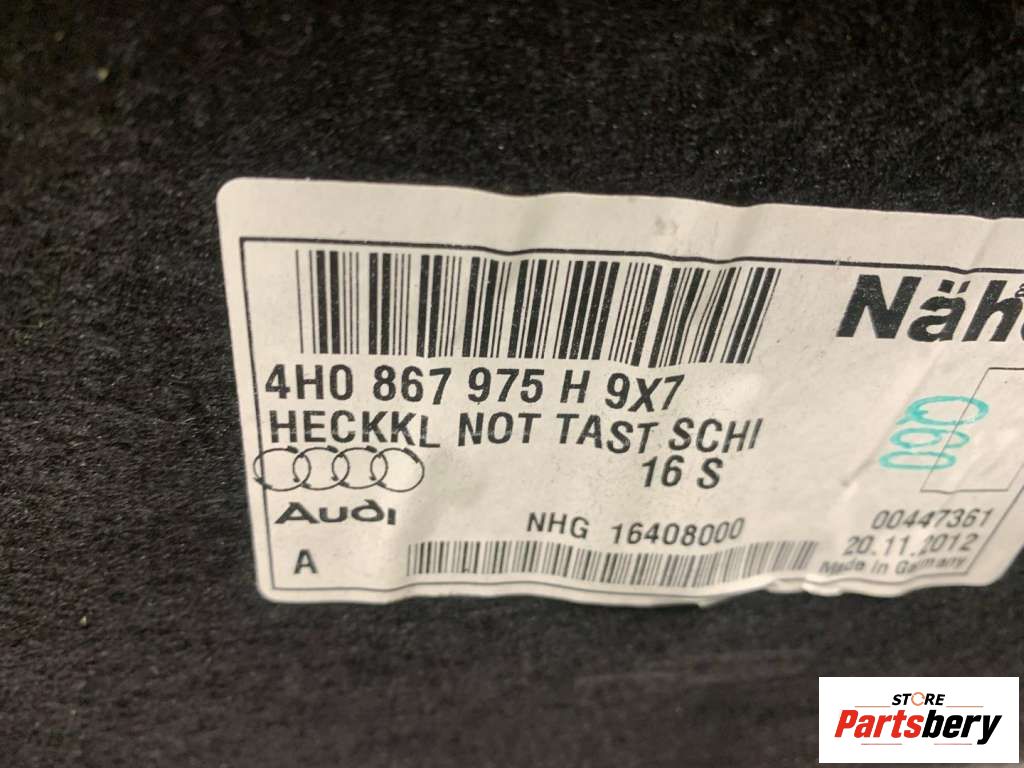 4H0 867 975 H 9X7
HECKKL NOT TAST SCHI
16 S
Audi
NHG 16408000
A
00447361
20.11.2012
Made in Germany
STORE
Partsbery